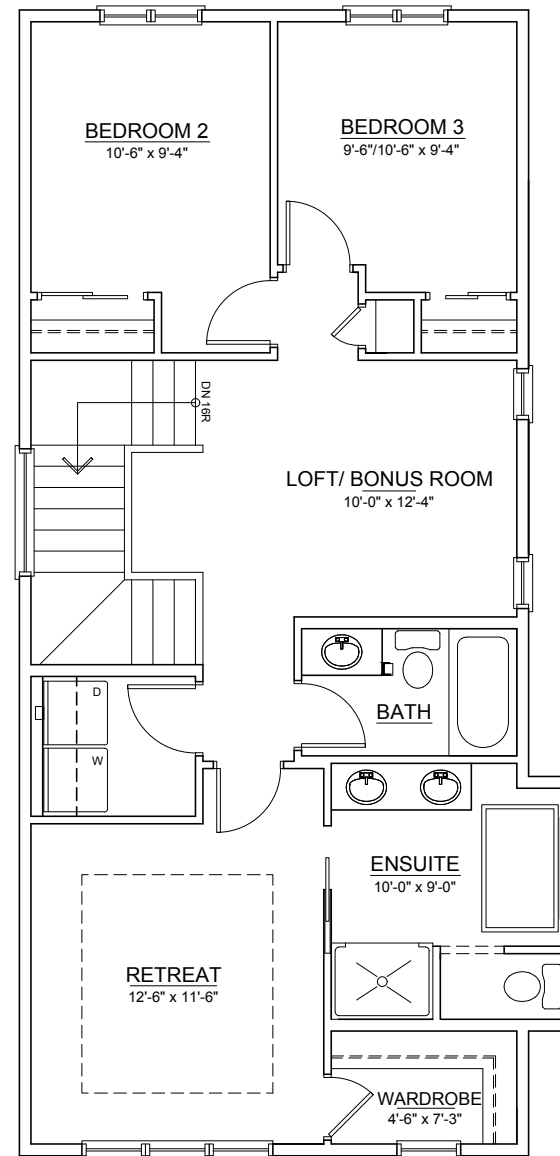 BEDROOM 2
10'-6" x 9'-4"
BEDROOM 3
9'-6"/10'-6" x 9'-4"
DN 16R
LOFT/ BONUS ROOM
10'-0" x 12'-4"
D
W
BATH
ENSUITE
10'-0" x 9'-0"
RETREAT
12'-6" x 11'-6"
WARDROBE
4'-6" x 7'-3"